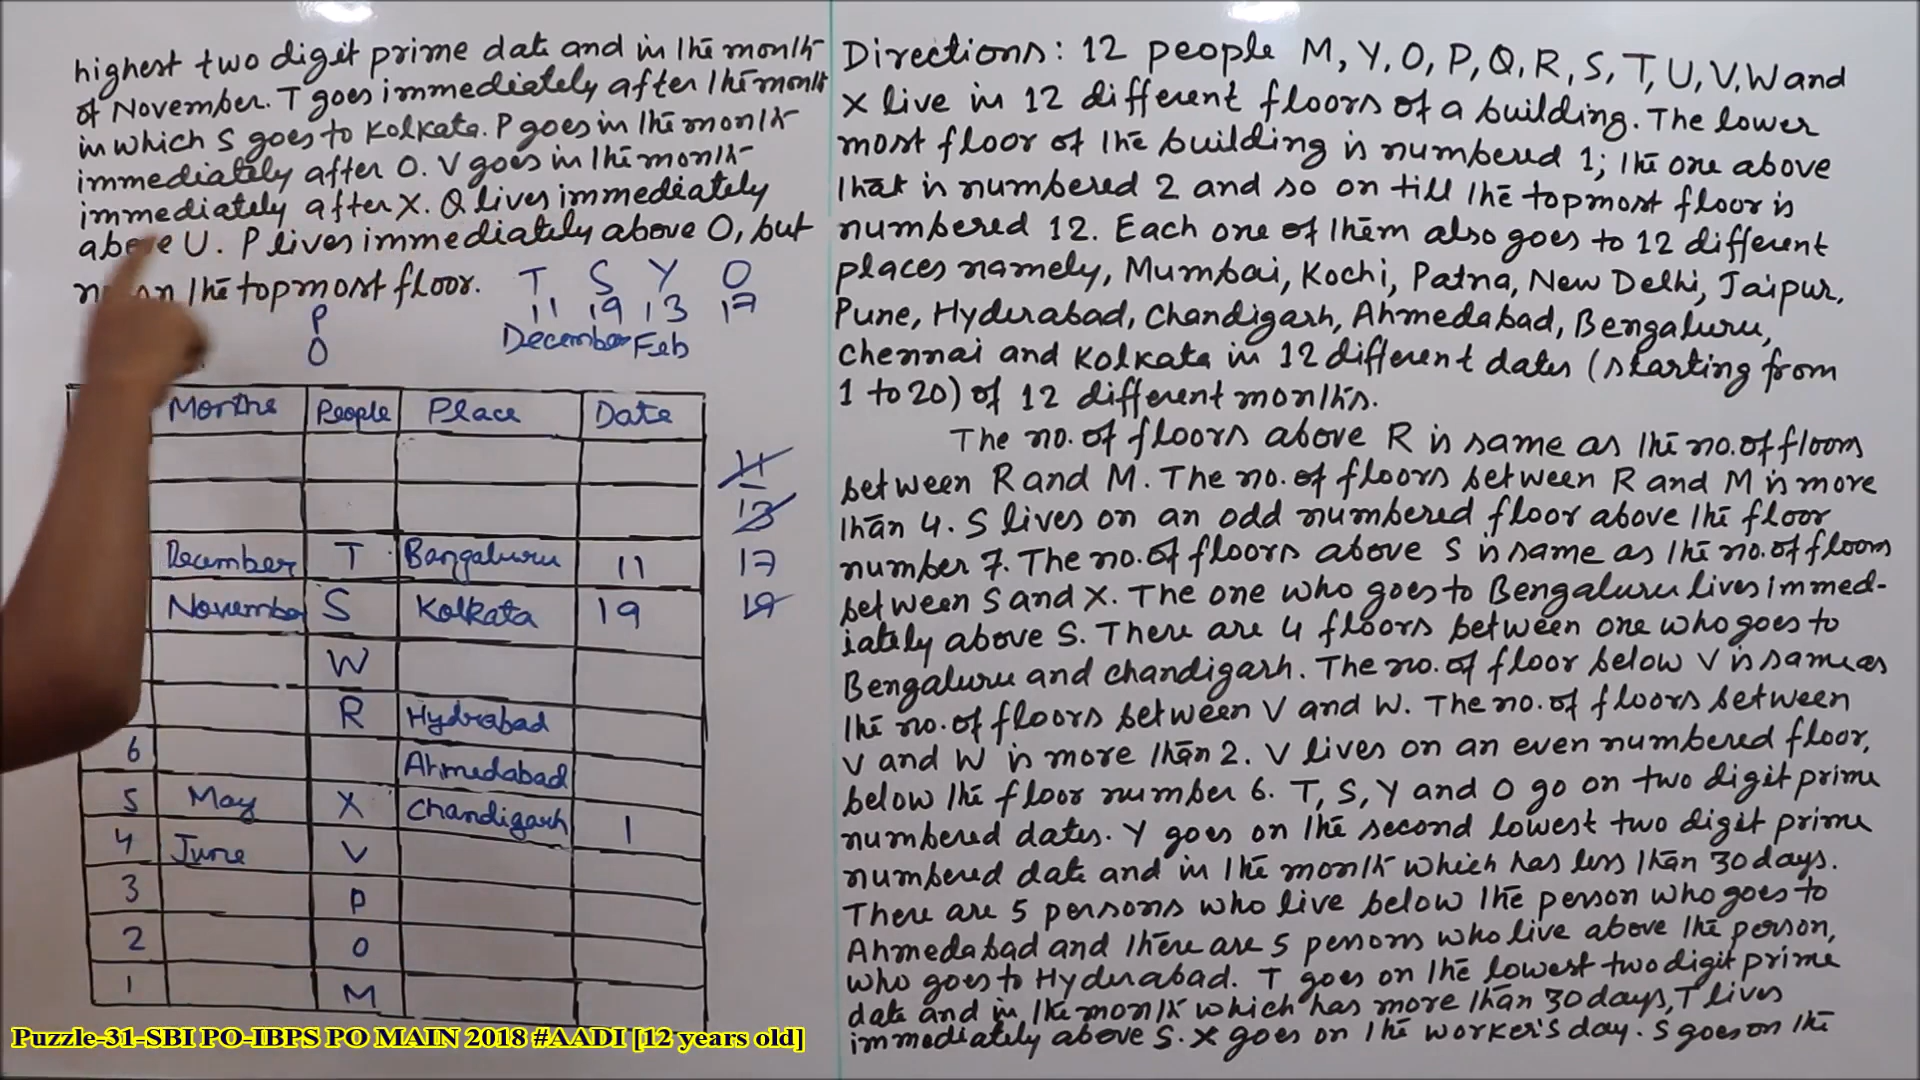 highest two digit prime date and in the month
of November. T goes immediately after the month
in which S goes to Kolkata. P goes in the month
immediately after O. V goes in the month
immediately after X. Q lives immediately
above U. P lives immediately above O, but
on the topmost floor.
T S Y O
11 19 13 17
December Feb
P
O
Months People Place Date
11
13
December T Bangaluru 11 17
November S Kolkata 19 19
W
R Hydrabad
6 Ahmedabad
5 May X Chandigarh 1
4 June V
3 P
2 O
1 M
Directions: 12 people M, Y, O, P, Q, R, S, T, U, V, W and
X live in 12 different floors of a building. The lower
most floor of the building is numbered 1; the one above
that is numbered 2 and so on till the topmost floor is
numbered 12. Each one of them also goes to 12 different
places namely, Mumbai, Kochi, Patna, New Delhi, Jaipur,
Pune, Hyderabad, Chandigarh, Ahmedabad, Bengaluru,
Chennai and Kolkata in 12 different dates (starting from
1 to 20) of 12 different months.
The no. of floors above R is same as the no. of floors
between R and M. The no. of floors between R and M is more
than 4. S lives on an odd numbered floor above the floor
number 7. The no. of floors above S is same as the no. of floors
between S and X. The one who goes to Bengaluru lives immed-
iately above S. There are 4 floors between one who goes to
Bengaluru and Chandigarh. The no. of floor below V is same as
the no. of floors between V and W. The no. of floors between
V and W is more than 2. V lives on an even numbered floor,
below the floor number 6. T, S, Y and O go on two digit prime
numbered dates. Y goes on the second lowest two digit prime
numbered date and in the month which has less than 30 days.
There are 5 persons who live below the person who goes to
Ahmedabad and there are 5 persons who live above the person,
who goes to Hyderabad. T goes on the lowest two digit prime
date and in the month which has more than 30 days, T lives
immediately above S. X goes on the worker's day. S goes on the
Puzzle-31-SBI PO-IBPS PO MAIN 2018 #AADI [12 years old]